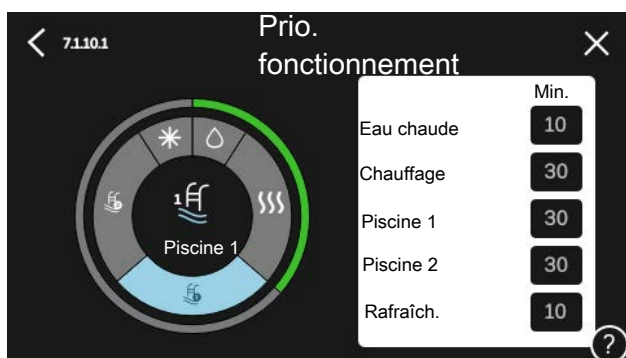 7.1.10.1
Prio.
fonctionnement
Min.
Eau chaude 10
Chauffage 30
Piscine 1 30
Piscine 2 30
Rafraîch. 10
1
Piscine 1
?